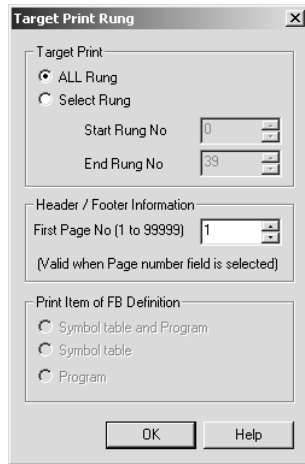 Target Print Rung
Target Print
ALL Rung
Select Rung
Start Rung No 0
End Rung No 39
Header / Footer Information
First Page No (1 to 99999) 1
(Valid when Page number field is selected)
Print Item of FB Definition
Symbol table and Program
Symbol table
Program
OK Help